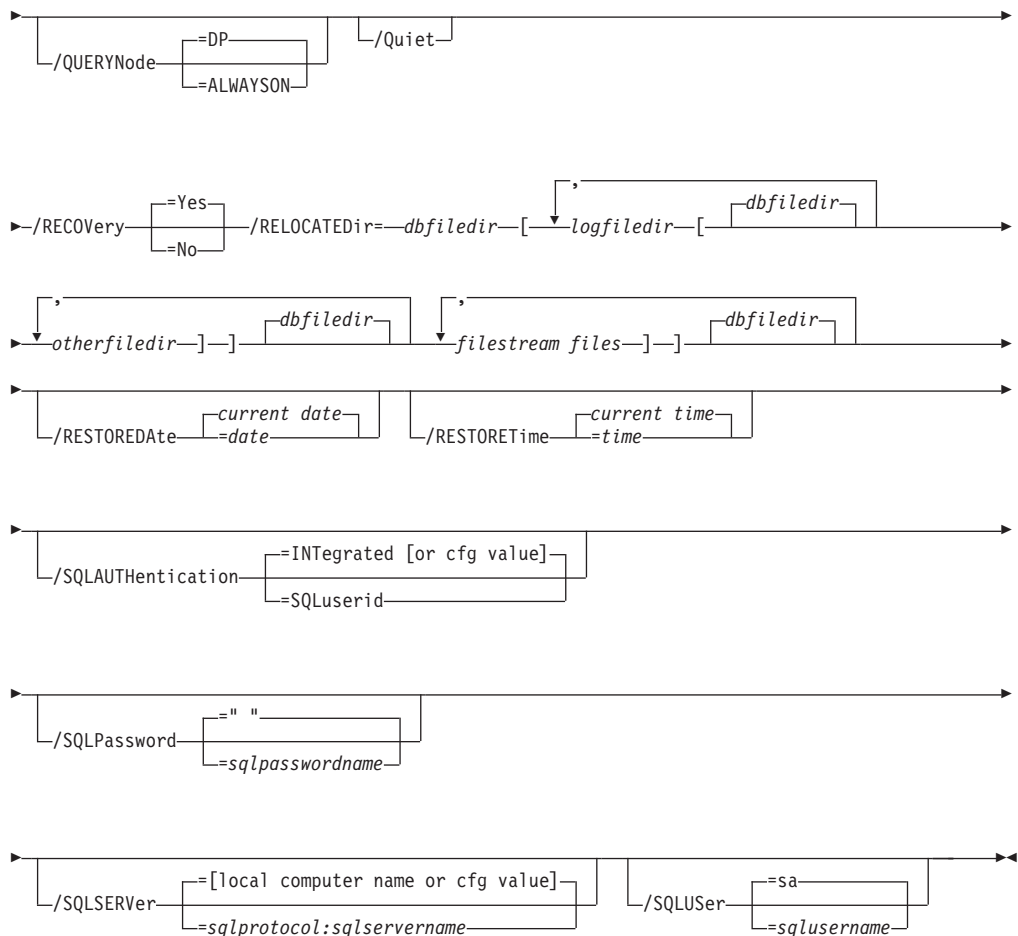 =DP /Quiet
/QUERYNode
=ALWAYSON
,
=Yes dbfiledir
/RECOVery /RELOCATEDir= dbfiledir [ logfiledir [
=No
, ,
dbfiledir dbfiledir
otherfiledir ] ] filestream files ] ]
current date current time
/RESTOREDAte =date /RESTORETime =time
=INTegrated [or cfg value]
/SQLAUTHentication
=SQLuserid
=" "
/SQLPassword
=sqlpasswordname
=[local computer name or cfg value] =sa
/SQLSERVer /SQLUSer
=sqlprotocol:sqlservername =sqlusername